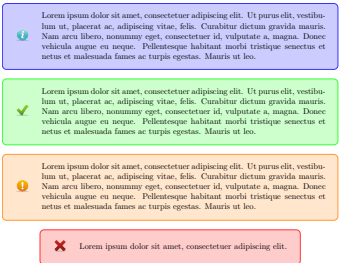 Lorem ipsum dolor sit amet, consectetuer adipiscing elit. Ut purus elit, vestibu-
lum ut, placerat ac, adipiscing vitae, felis. Curabitur dictum gravida mauris.
Nam arcu libero, nonummy eget, consectetuer id, vulputate a, magna. Donec
vehicula augue eu neque. Pellentesque habitant morbi tristique senectus et
netus et malesuada fames ac turpis egestas. Mauris ut leo.
Lorem ipsum dolor sit amet, consectetuer adipiscing elit. Ut purus elit, vestibu-
lum ut, placerat ac, adipiscing vitae, felis. Curabitur dictum gravida mauris.
Nam arcu libero, nonummy eget, consectetuer id, vulputate a, magna. Donec
vehicula augue eu neque. Pellentesque habitant morbi tristique senectus et
netus et malesuada fames ac turpis egestas. Mauris ut leo.
Lorem ipsum dolor sit amet, consectetuer adipiscing elit. Ut purus elit, vestibu-
lum ut, placerat ac, adipiscing vitae, felis. Curabitur dictum gravida mauris.
Nam arcu libero, nonummy eget, consectetuer id, vulputate a, magna. Donec
vehicula augue eu neque. Pellentesque habitant morbi tristique senectus et
netus et malesuada fames ac turpis egestas. Mauris ut leo.
Lorem ipsum dolor sit amet, consectetuer adipiscing elit.